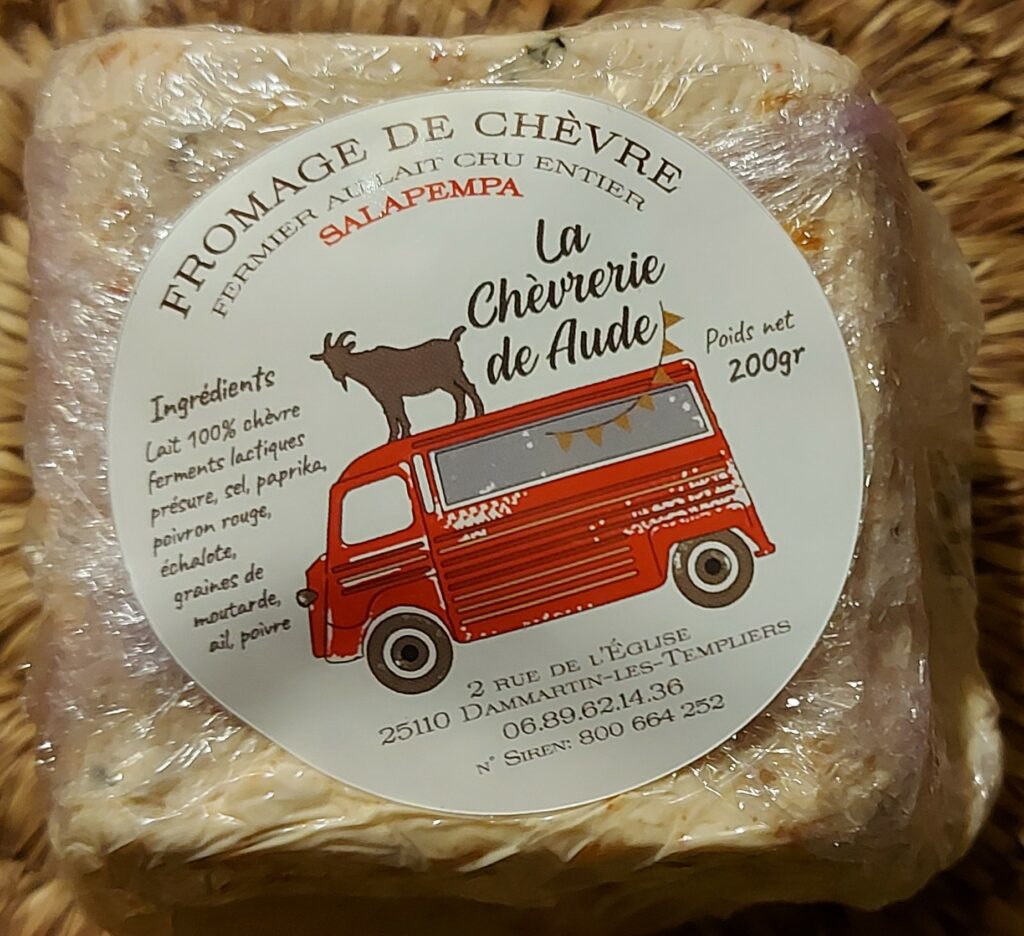 FROMAGE DE CHÈVRE
FERMIER AU LAIT CRU ENTIER
SALAPEMPA
La
Chèvrerie
de Aude
Poids net
200gr
Ingrédients
Lait 100% chèvre
ferments lactiques
présure, sel, paprika,
poivron rouge,
échalote,
graines de
moutarde,
ail, poivre
2 RUE DE L'ÉGLISE
25110 DAMMARTIN-LES-TEMPLIERS
06.89.62.14.36
N° SIREN: 800 664 252